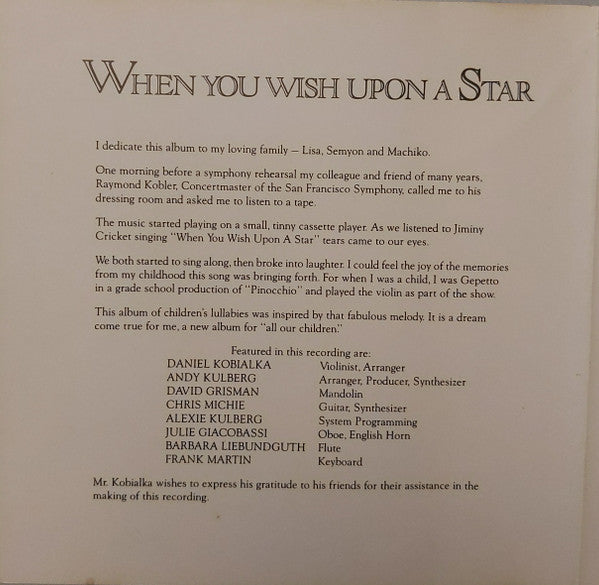 WHEN YOU WISH UPON A STAR
I dedicate this album to my loving family – Lisa, Semyon and Machiko.
One morning before a symphony rehearsal my colleague and friend of many years,
Raymond Kobler, Concertmaster of the San Francisco Symphony, called me to his
dressing room and asked me to listen to a tape.
The music started playing on a small, tinny cassette player. As we listened to Jiminy
Cricket singing "When You Wish Upon A Star" tears came to our eyes.
We both started to sing along, then broke into laughter. I could feel the joy of the memories
from my childhood this song was bringing forth. For when I was a child, I was Gepetto
in a grade school production of "Pinocchio" and played the violin as part of the show.
This album of children's lullabies was inspired by that fabulous melody. It is a dream
come true for me, a new album for "all our children."
Featured in this recording are:
DANIEL KOBIALKA Violinist, Arranger
ANDY KULBERG Arranger, Producer, Synthesizer
DAVID GRISMAN Mandolin
CHRIS MICHIE Guitar, Synthesizer
ALEXIE KULBERG System Programming
JULIE GIACOBASSI Oboe, English Horn
BARBARA LIEBUNDGUTH Flute
FRANK MARTIN Keyboard
Mr. Kobialka wishes to express his gratitude to his friends for their assistance in the
making of this recording.